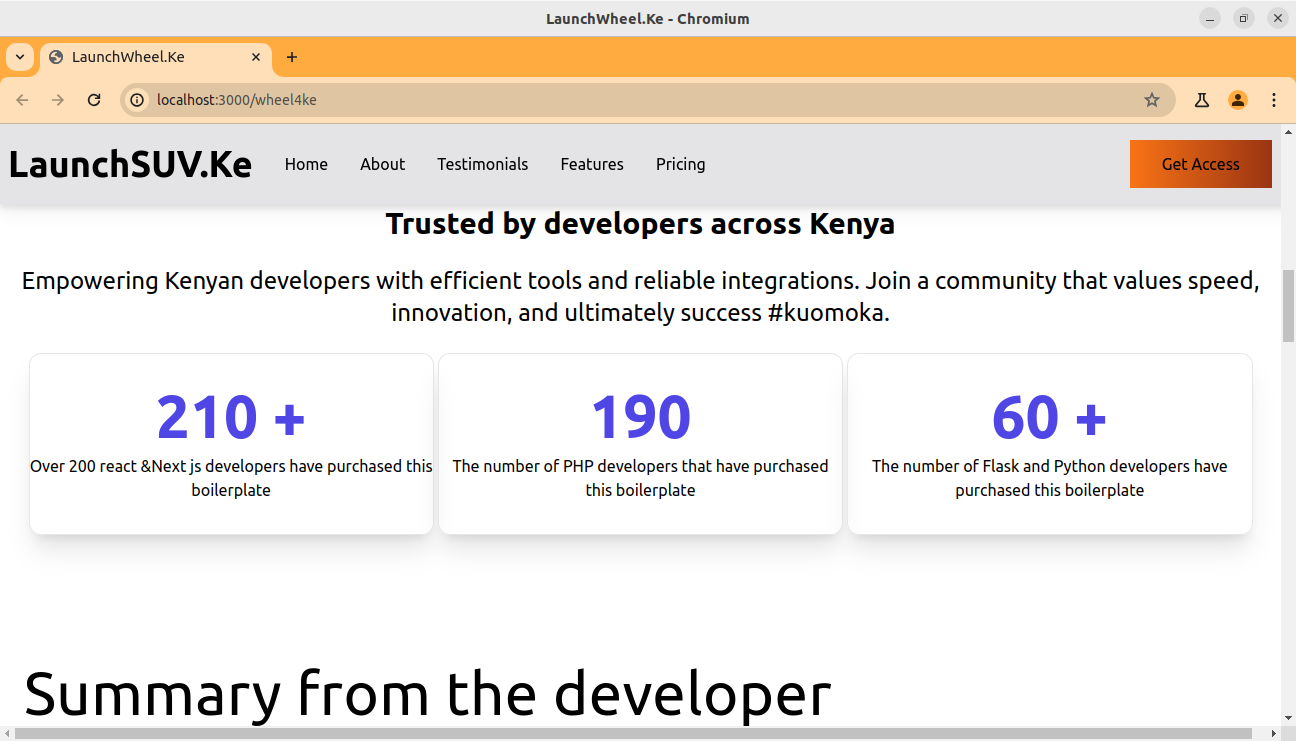 LaunchWheel.Ke - Chromium
LaunchWheel.Ke
localhost:3000/wheel4ke
LaunchSUV.Ke Home About Testimonials Features Pricing Get Access
Trusted by developers across Kenya
Empowering Kenyan developers with efficient tools and reliable integrations. Join a community that values speed,
innovation, and ultimately success #kuomoka.
210 +
Over 200 react &Next js developers have purchased this
boilerplate
190
The number of PHP developers that have purchased
this boilerplate
60 +
The number of Flask and Python developers have
purchased this boilerplate
Summary from the developer